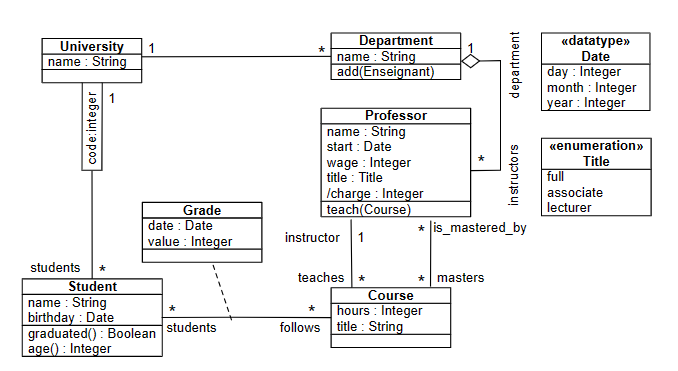 University
name : String
1
*
Department
name : String
add(Enseignant)
1
department
«datatype»
Date
day : Integer
month : Integer
year : Integer
code:integer
1
Professor
name : String
start : Date
wage : Integer
title : Title
/charge : Integer
teach(Course)
*
instructors
«enumeration»
Title
full
associate
lecturer
Grade
date : Date
value : Integer
instructor
1
*
is_mastered_by
students
*
teaches
*
*
masters
Student
name : String
birthday : Date
graduated() : Boolean
age() : Integer
*
students
*
follows
Course
hours : Integer
title : String